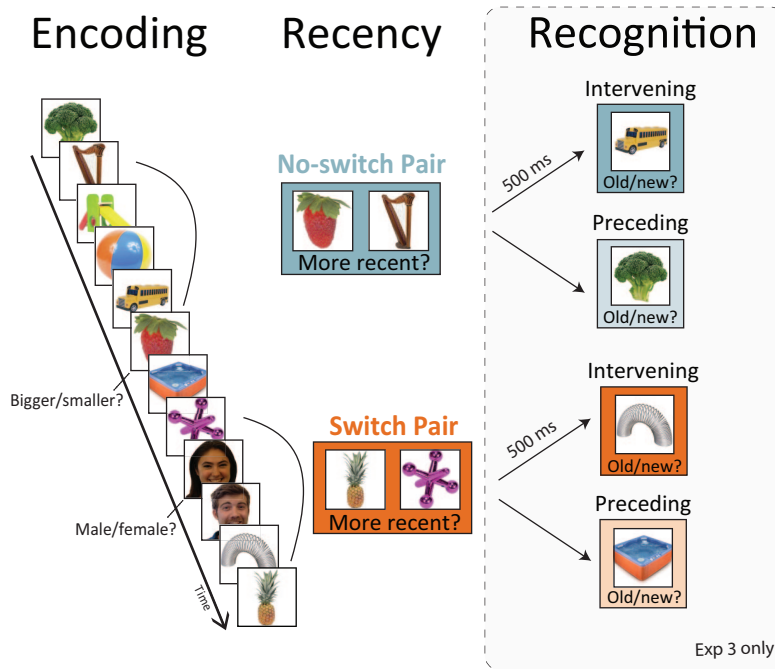 Encoding
Recency
Recognition
Bigger/smaller?
Male/female?
Time
No-switch Pair
More recent?
Switch Pair
More recent?
500 ms
Intervening
Old/new?
Preceding
Old/new?
500 ms
Intervening
Old/new?
Preceding
Old/new?
Exp 3 only